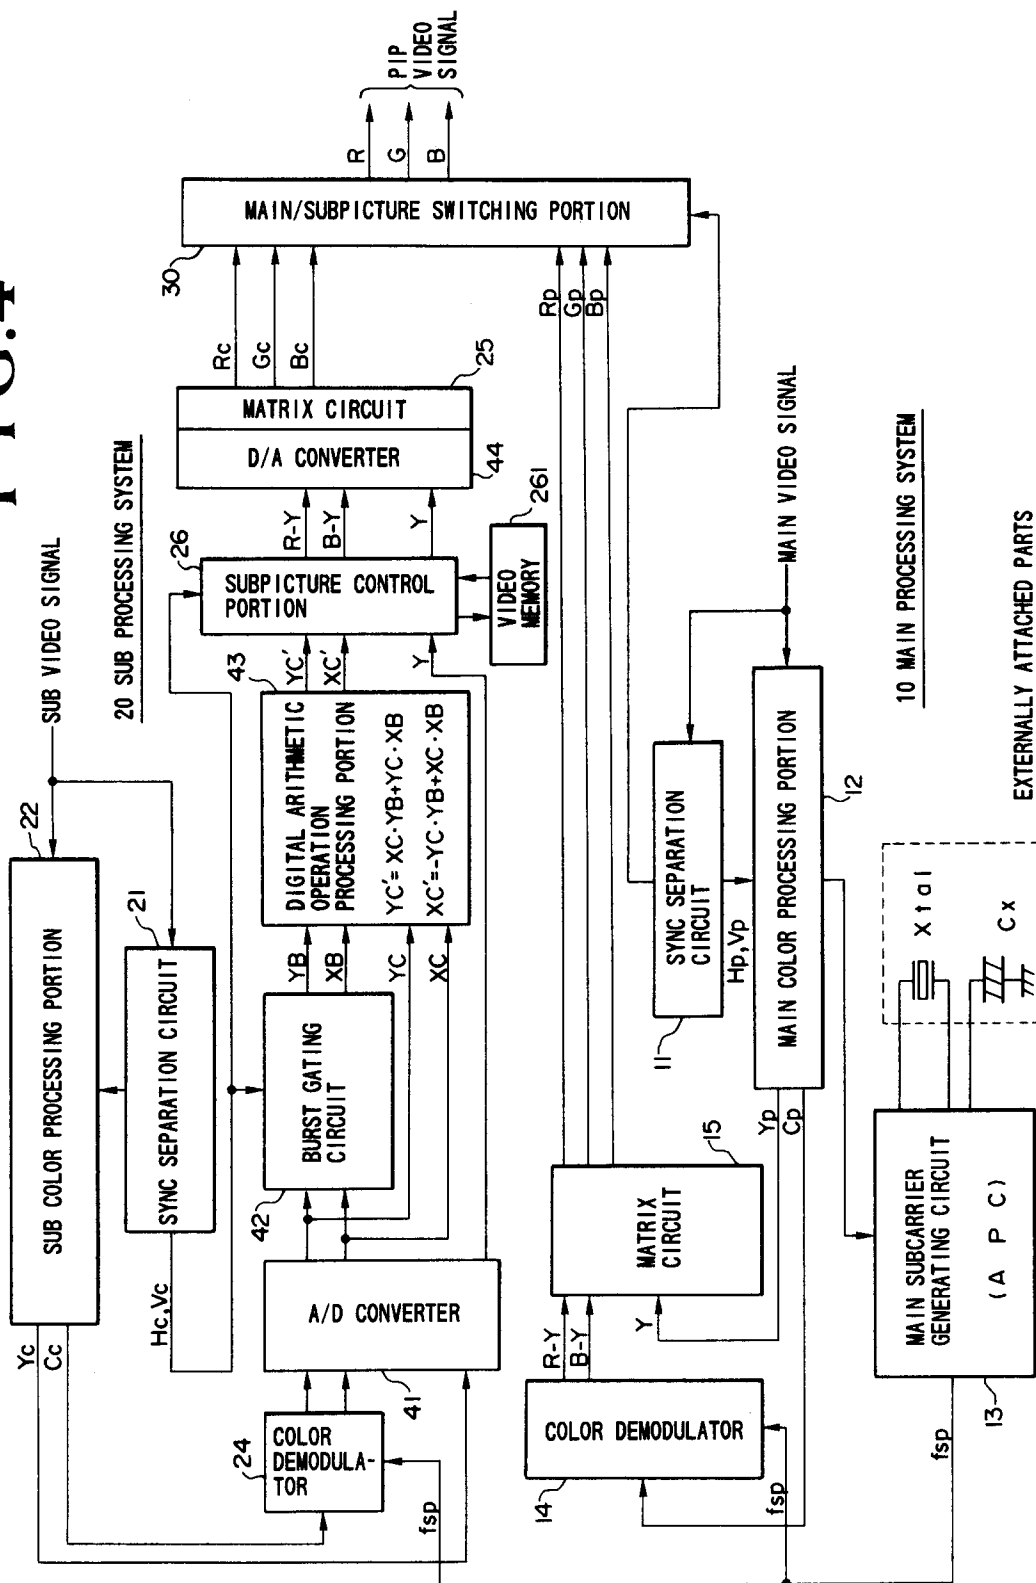 FIG.4
SUB VIDEO SIGNAL
20 SUB PROCESSING SYSTEM
22
SUB COLOR PROCESSING PORTION
21
SYNC SEPARATION CIRCUIT
Yc
Cc
Hc,Vc
24
COLOR
DEMODULA-
TOR
fsp
A/D CONVERTER
41
42
BURST GATING
CIRCUIT
YB
XB
YC
XC
43
DIGITAL ARITHMETIC
OPERATION
PROCESSING PORTION
YC'= XC·YB+YC·XB
XC'=-YC·YB+XC·XB
YC'
XC'
Y
26
SUBPICTURE CONTROL
PORTION
VIDEO
MEMORY
261
R-Y
B-Y
Y
D/A CONVERTER
44
MATRIX CIRCUIT
25
Rc
Gc
Bc
30
MAIN/SUBPICTURE SWITCHING PORTION
R
G
B
PIP
VIDEO
SIGNAL
Rp
Gp
Bp
MAIN VIDEO SIGNAL
10 MAIN PROCESSING SYSTEM
11
SYNC SEPARATION
CIRCUIT
Hp,Vp
MAIN COLOR PROCESSING PORTION
12
Yp
Cp
15
MATRIX
CIRCUIT
R-Y
B-Y
Y
COLOR DEMODULATOR
14
fsp
MAIN SUBCARRIER
GENERATING CIRCUIT
(A P C)
13
fsp
Xtal
Cx
EXTERNALLY ATTACHED PARTS